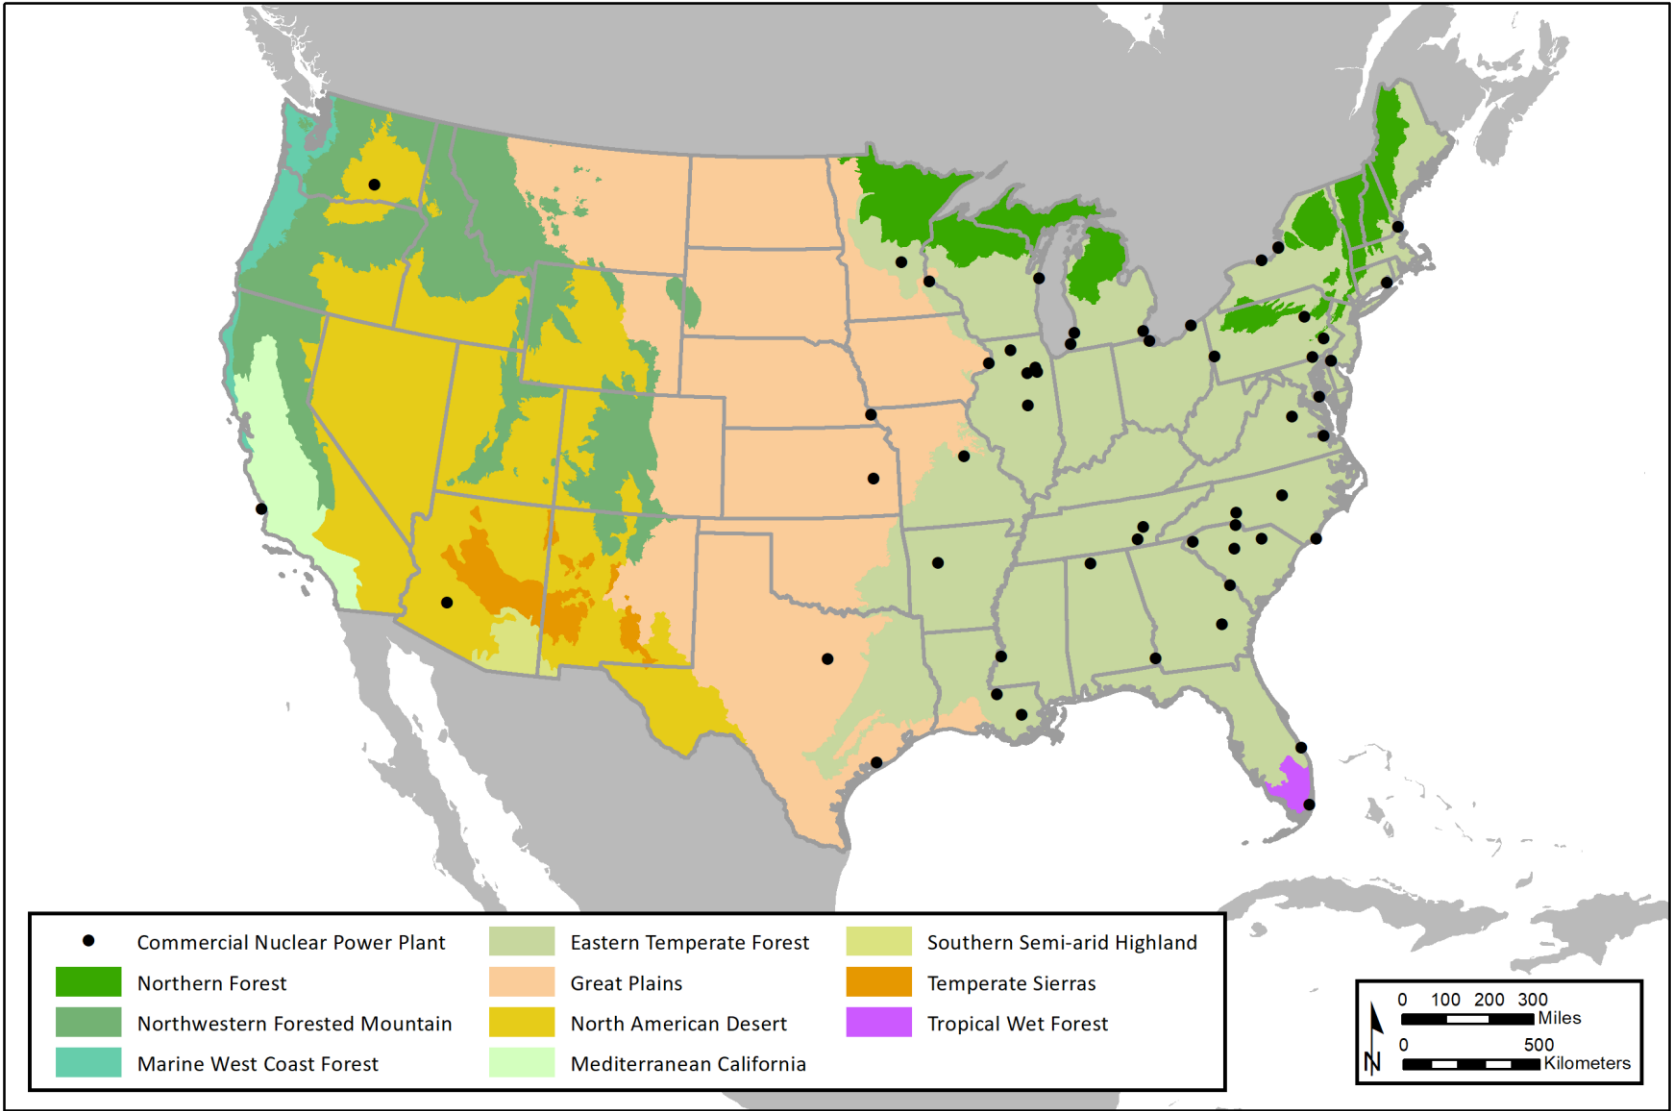 Commercial Nuclear Power Plant
Northern Forest
Northwestern Forested Mountain
Marine West Coast Forest
Eastern Temperate Forest
Great Plains
North American Desert
Mediterranean California
Southern Semi-arid Highland
Temperate Sierras
Tropical Wet Forest
N
0 100 200 300
Miles
0 500
Kilometers